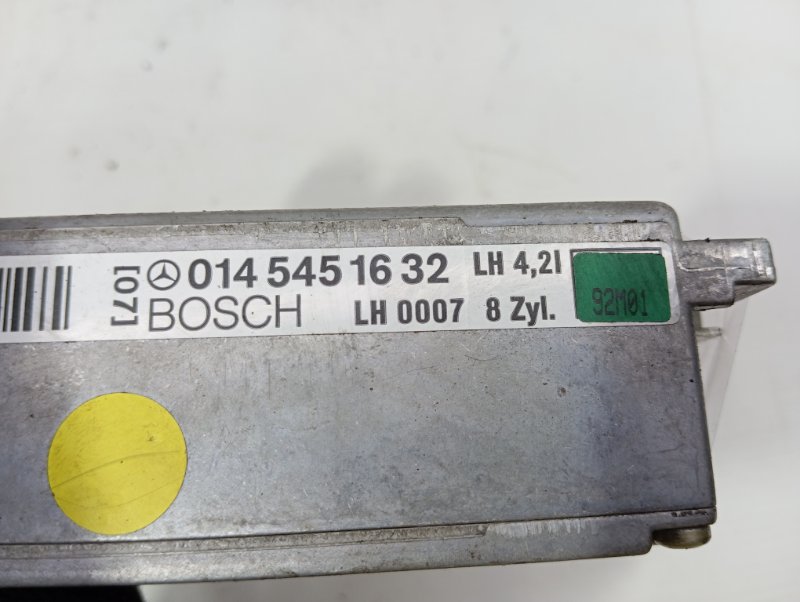 [07] 014 545 16 32 LH 4,2l
BOSCH LH 0007 8 Zyl. 92M01